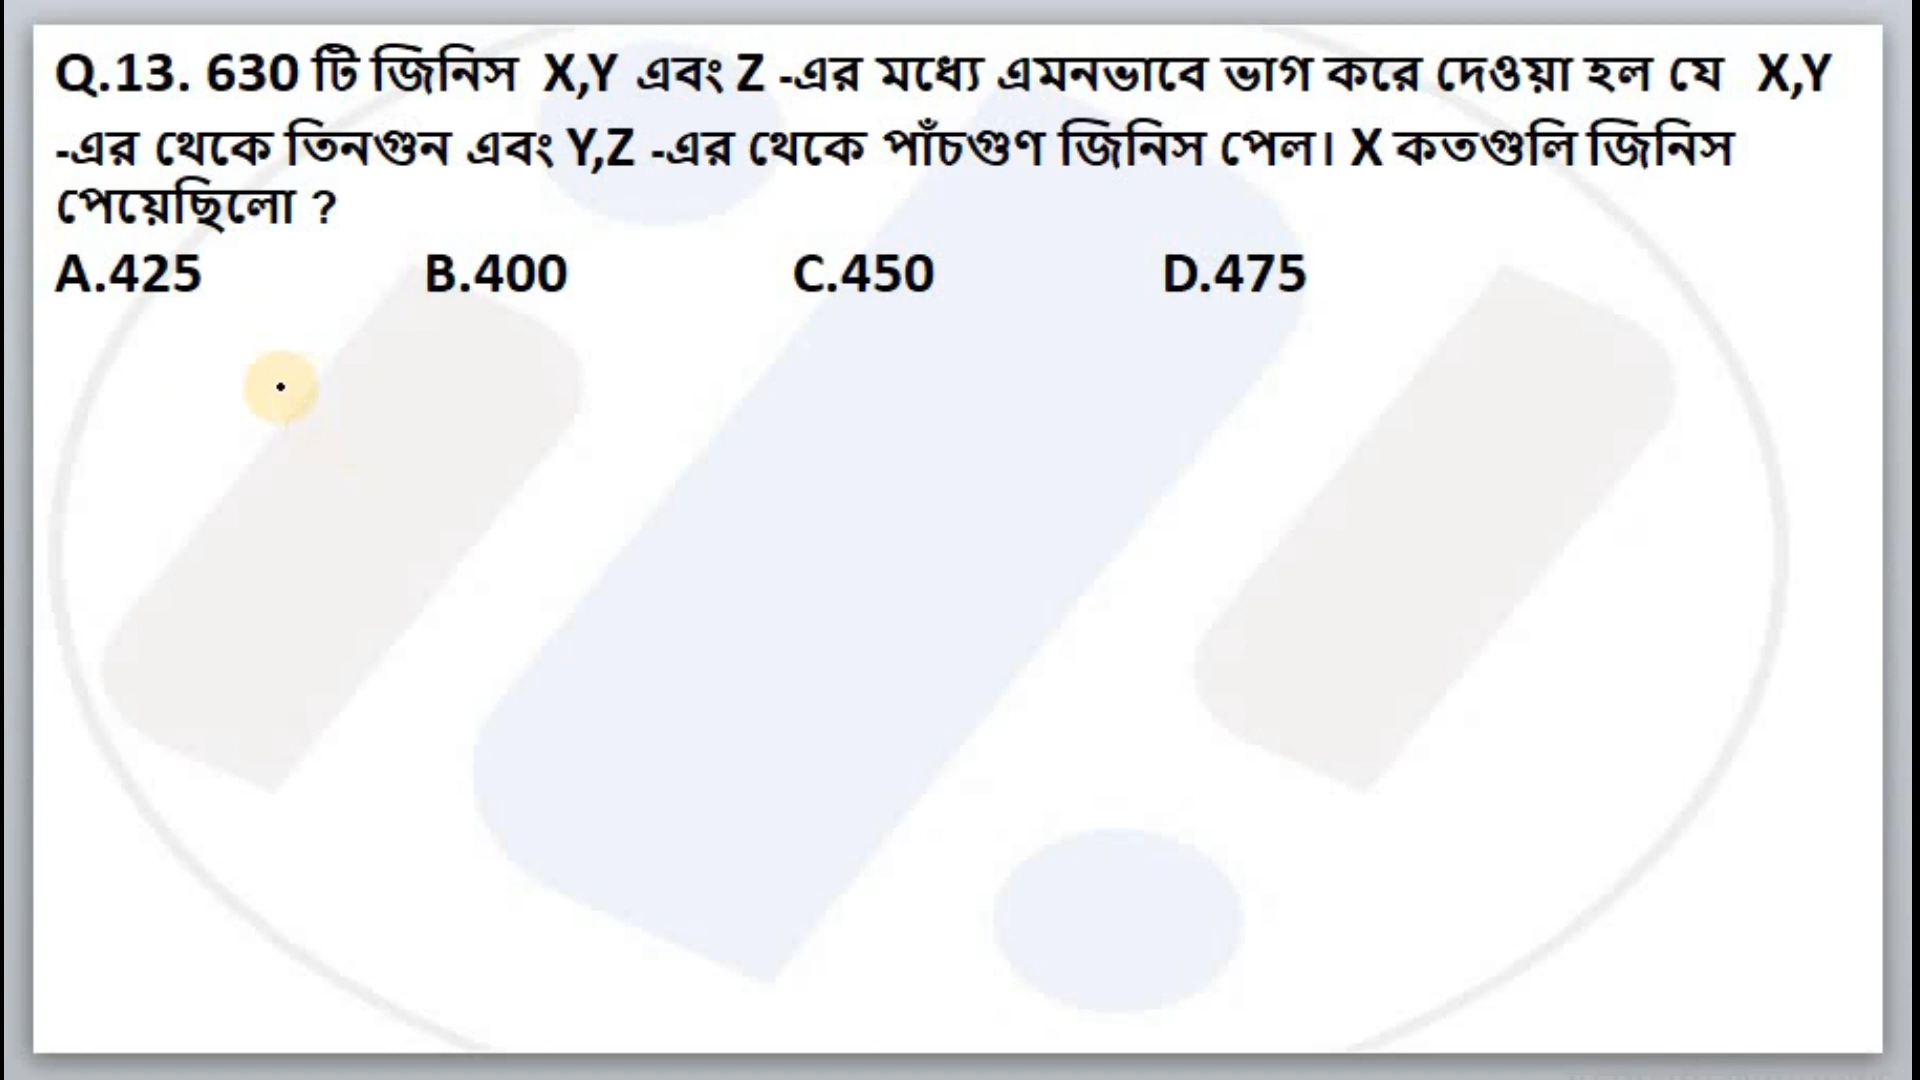 Q.13. 630 টি জিনিস X,Y এবং Z -এর মধ্যে এমনভাবে ভাগ করে দেওয়া হল যে X,Y
-এর থেকে তিনগুন এবং Y,Z -এর থেকে পাঁচগুণ জিনিস পেল। X কতগুলি জিনিস
পেয়েছিলো ?
A.425 B.400 C.450 D.475